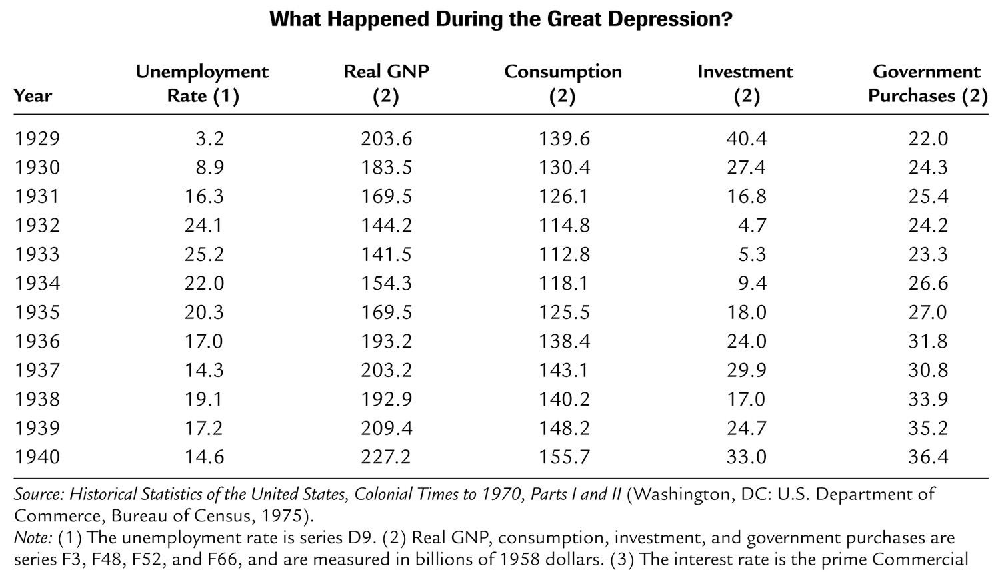 What Happened During the Great Depression?
Unemployment Real GNP Consumption Investment Government
Year Rate (1) (2) (2) (2) Purchases (2)
1929 3.2 203.6 139.6 40.4 22.0
1930 8.9 183.5 130.4 27.4 24.3
1931 16.3 169.5 126.1 16.8 25.4
1932 24.1 144.2 114.8 4.7 24.2
1933 25.2 141.5 112.8 5.3 23.3
1934 22.0 154.3 118.1 9.4 26.6
1935 20.3 169.5 125.5 18.0 27.0
1936 17.0 193.2 138.4 24.0 31.8
1937 14.3 203.2 143.1 29.9 30.8
1938 19.1 192.9 140.2 17.0 33.9
1939 17.2 209.4 148.2 24.7 35.2
1940 14.6 227.2 155.7 33.0 36.4
Source: Historical Statistics of the United States, Colonial Times to 1970, Parts I and II (Washington, DC: U.S. Department of
Commerce, Bureau of Census, 1975).
Note: (1) The unemployment rate is series D9. (2) Real GNP, consumption, investment, and government purchases are
series F3, F48, F52, and F66, and are measured in billions of 1958 dollars. (3) The interest rate is the prime Commercial